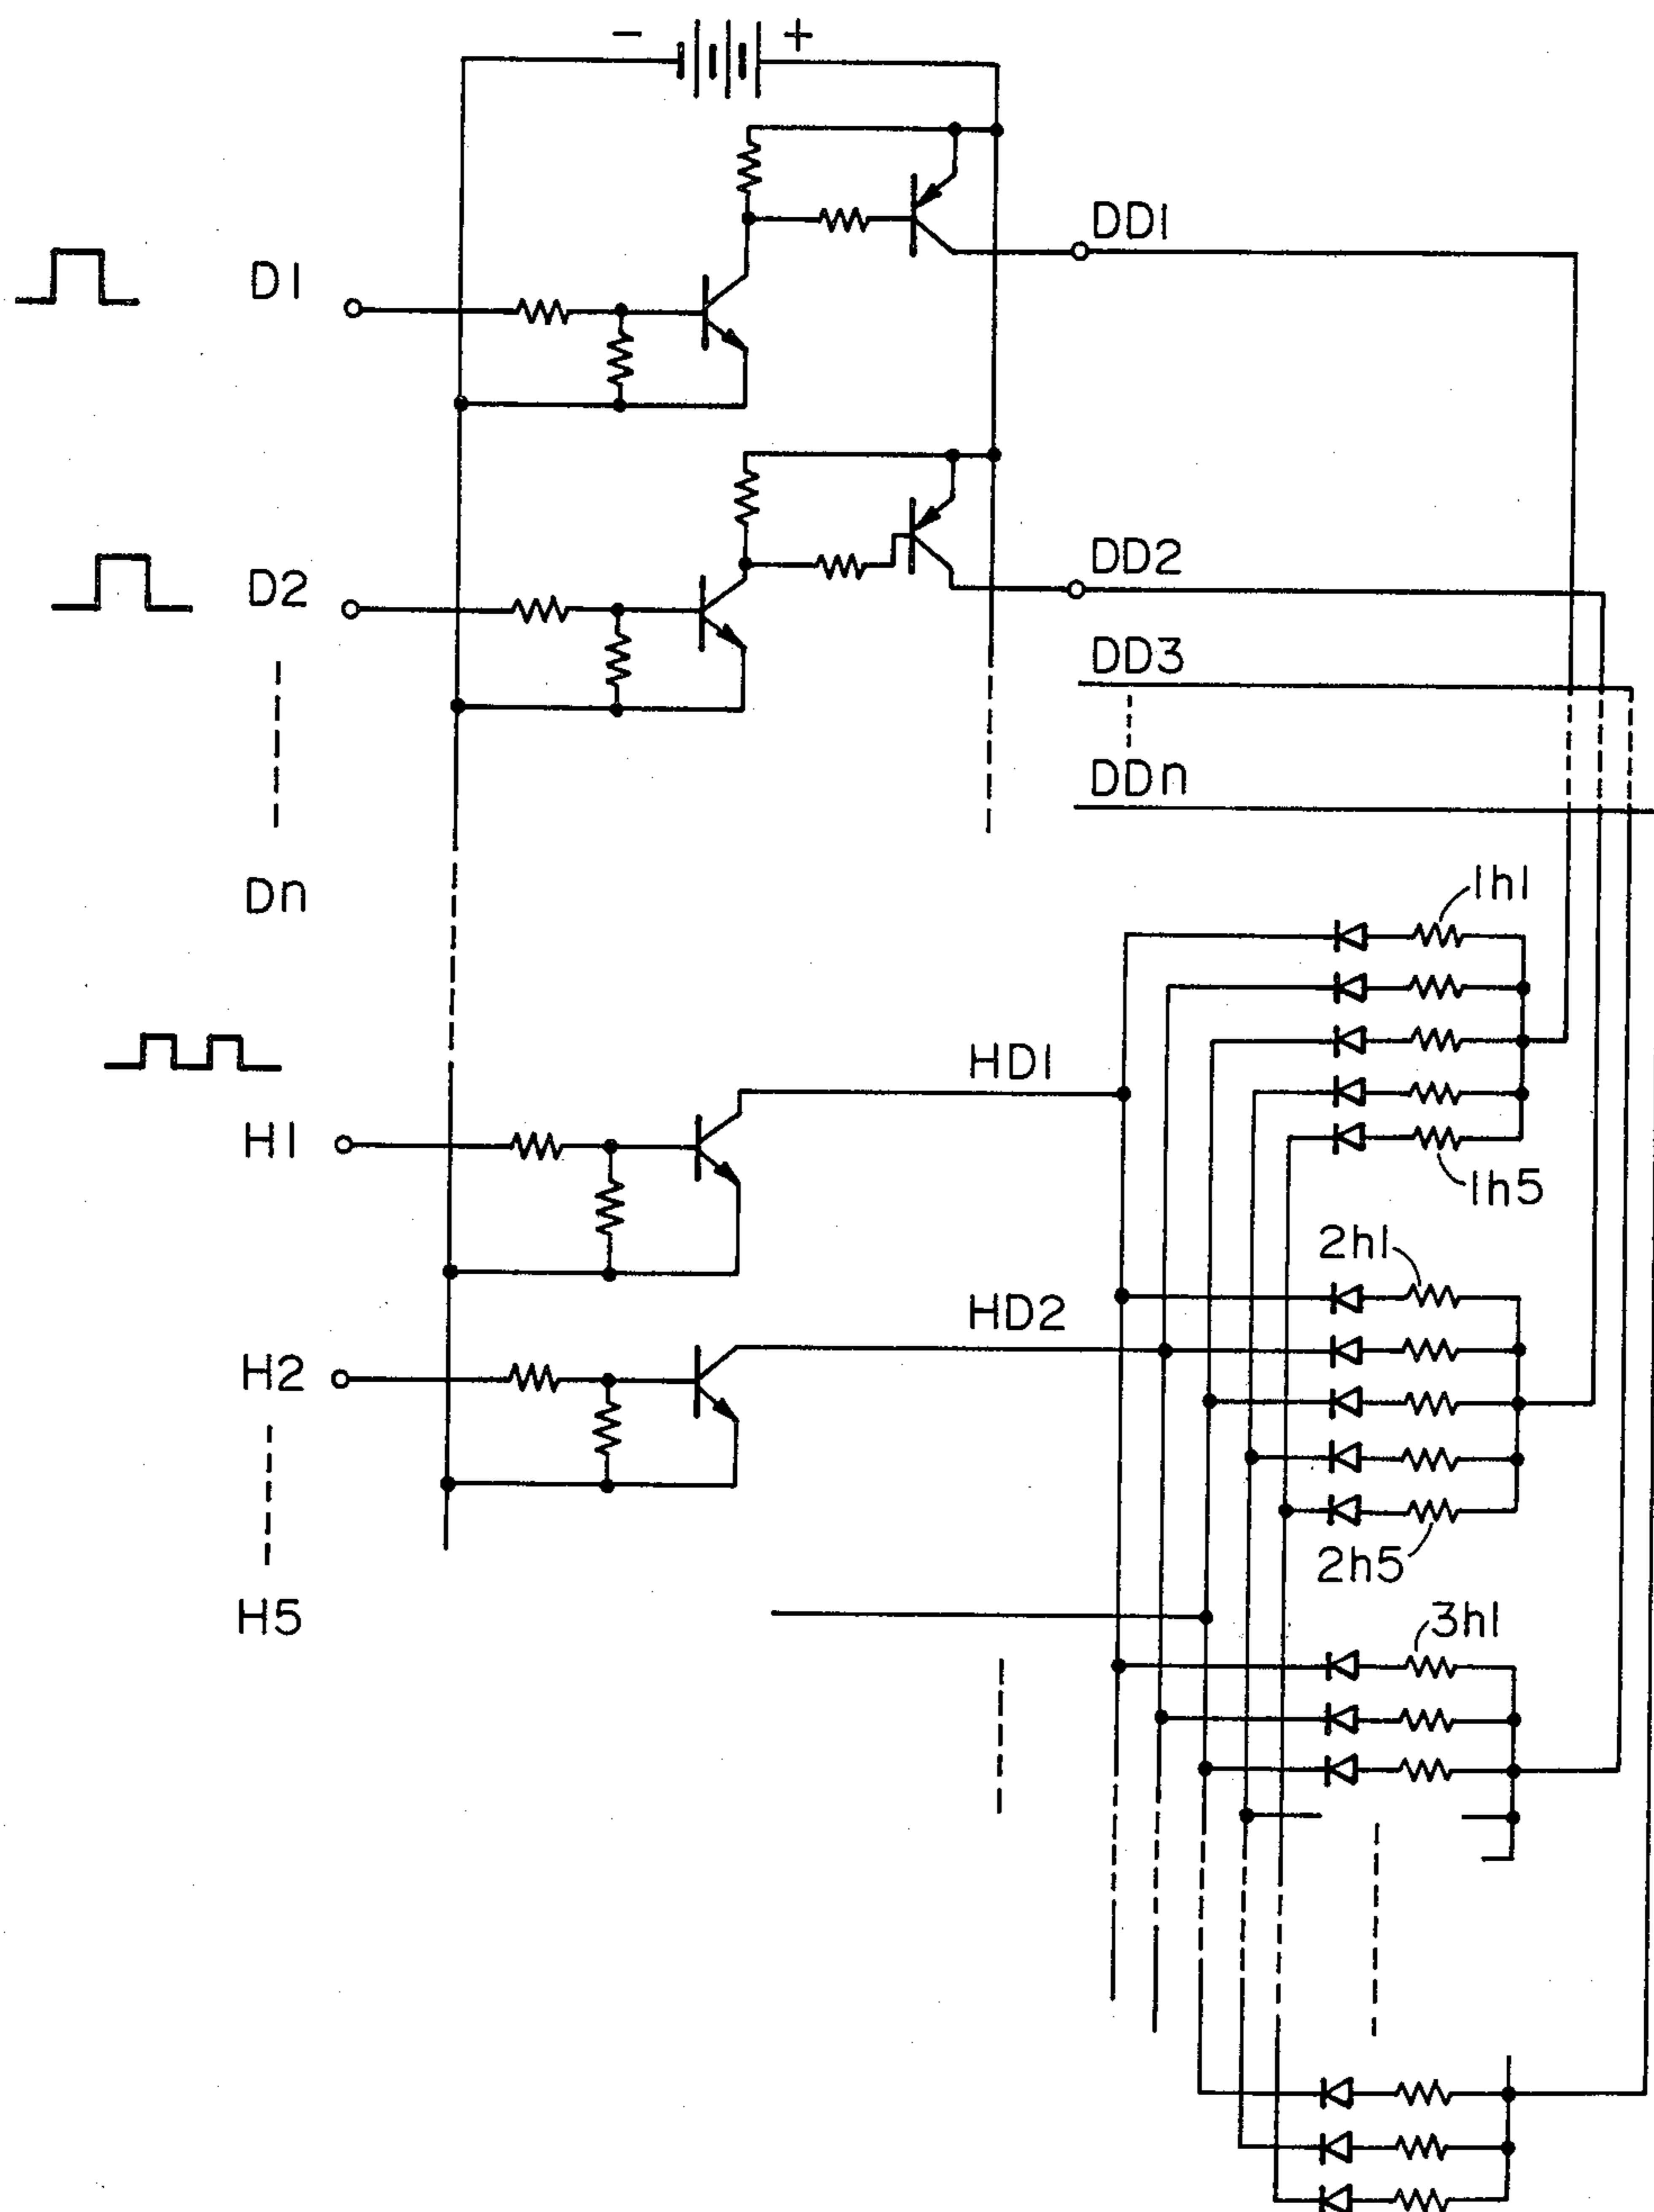 - +
DD1
D1
DD2
D2
DD3
DDn
Dn
1h1
HD1
H1
1h5
2h1
HD2
H2
2h5
H5
3h1